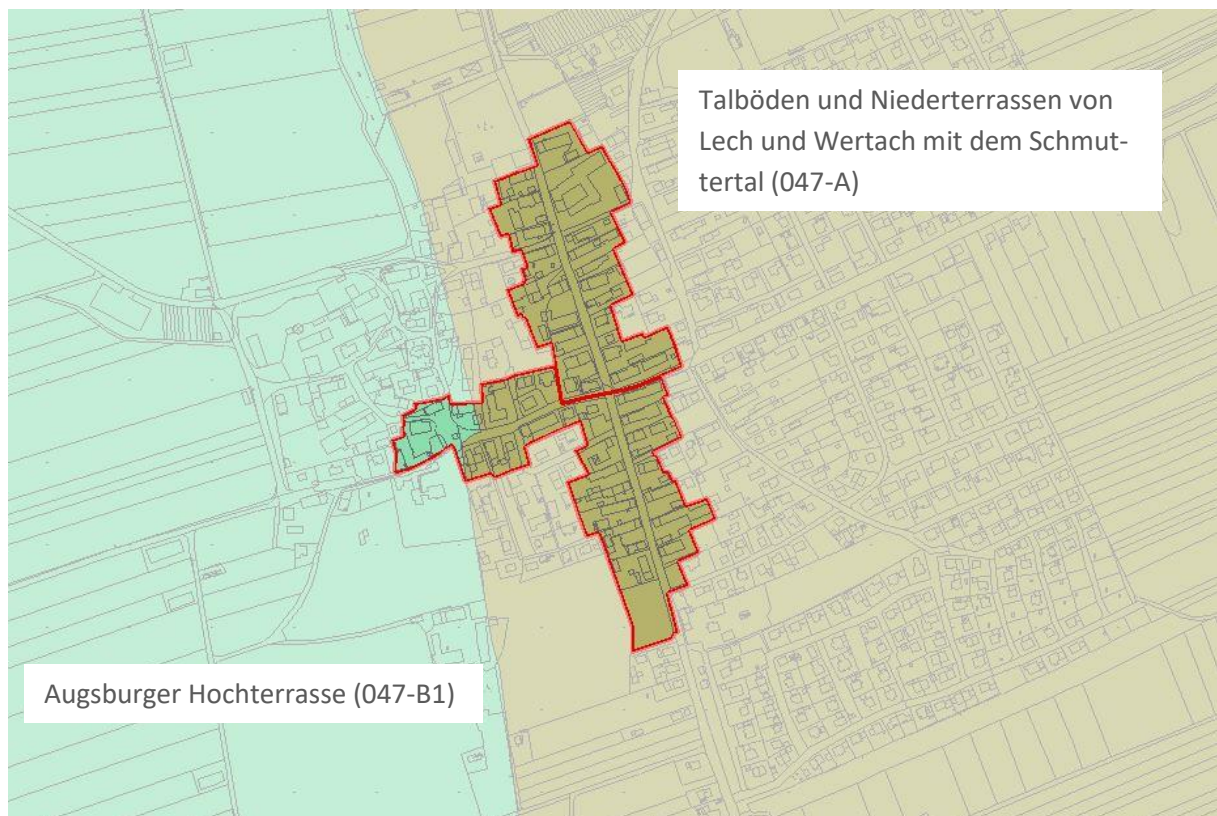 Talböden und Niederterrassen von
Lech und Wertach mit dem Schmut-
tertal (047-A)
Augsburger Hochterrasse (047-B1)